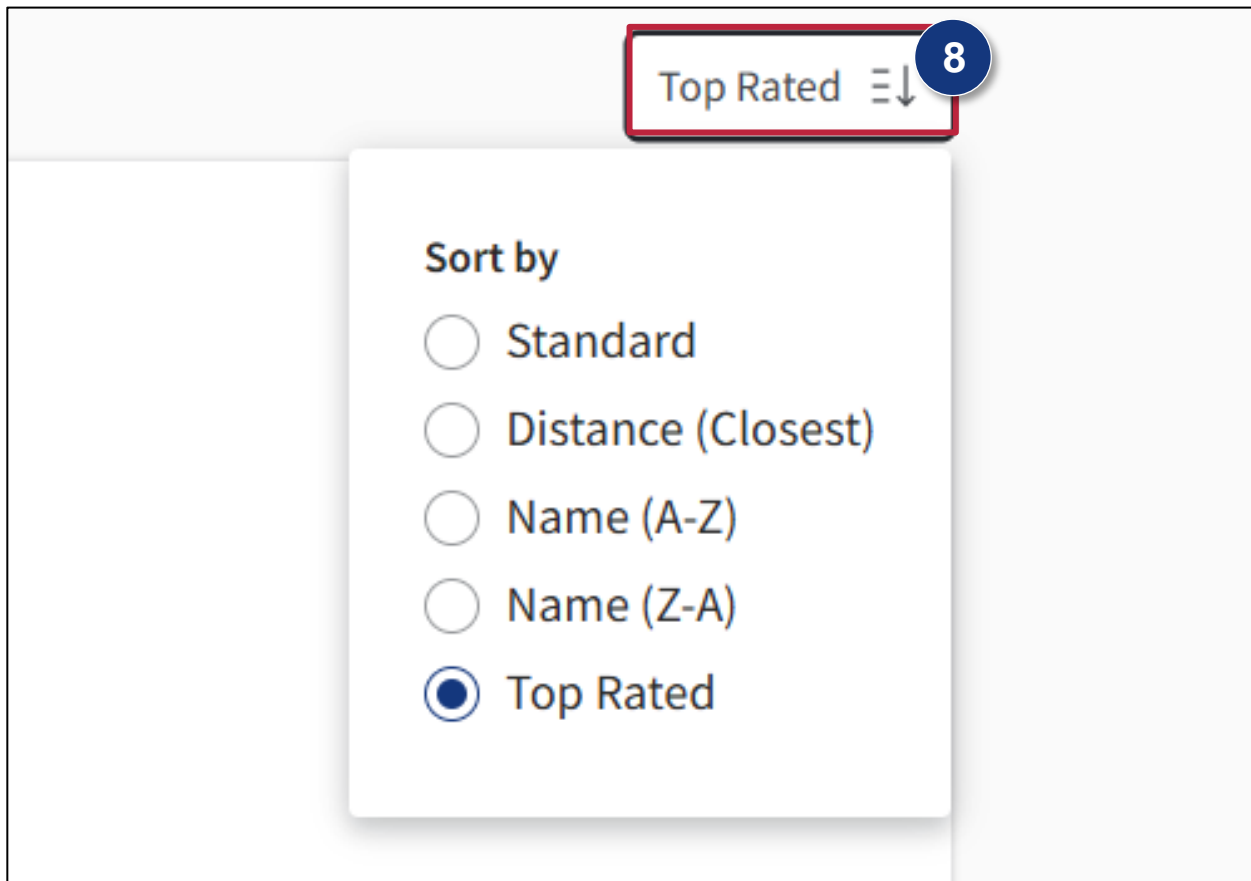 Top Rated
8
Sort by
Standard
Distance (Closest)
Name (A-Z)
Name (Z-A)
Top Rated